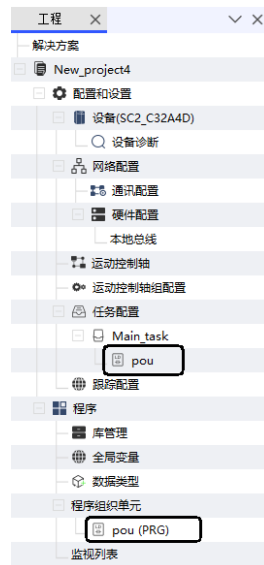 工程
解决方案
New_project4
配置和设置
设备(SC2_C32A4D)
设备诊断
网络配置
通讯配置
硬件配置
本地总线
运动控制轴
运动控制轴组配置
任务配置
Main_task
pou
跟踪配置
程序
库管理
全局变量
数据类型
程序组织单元
pou (PRG)
监视列表